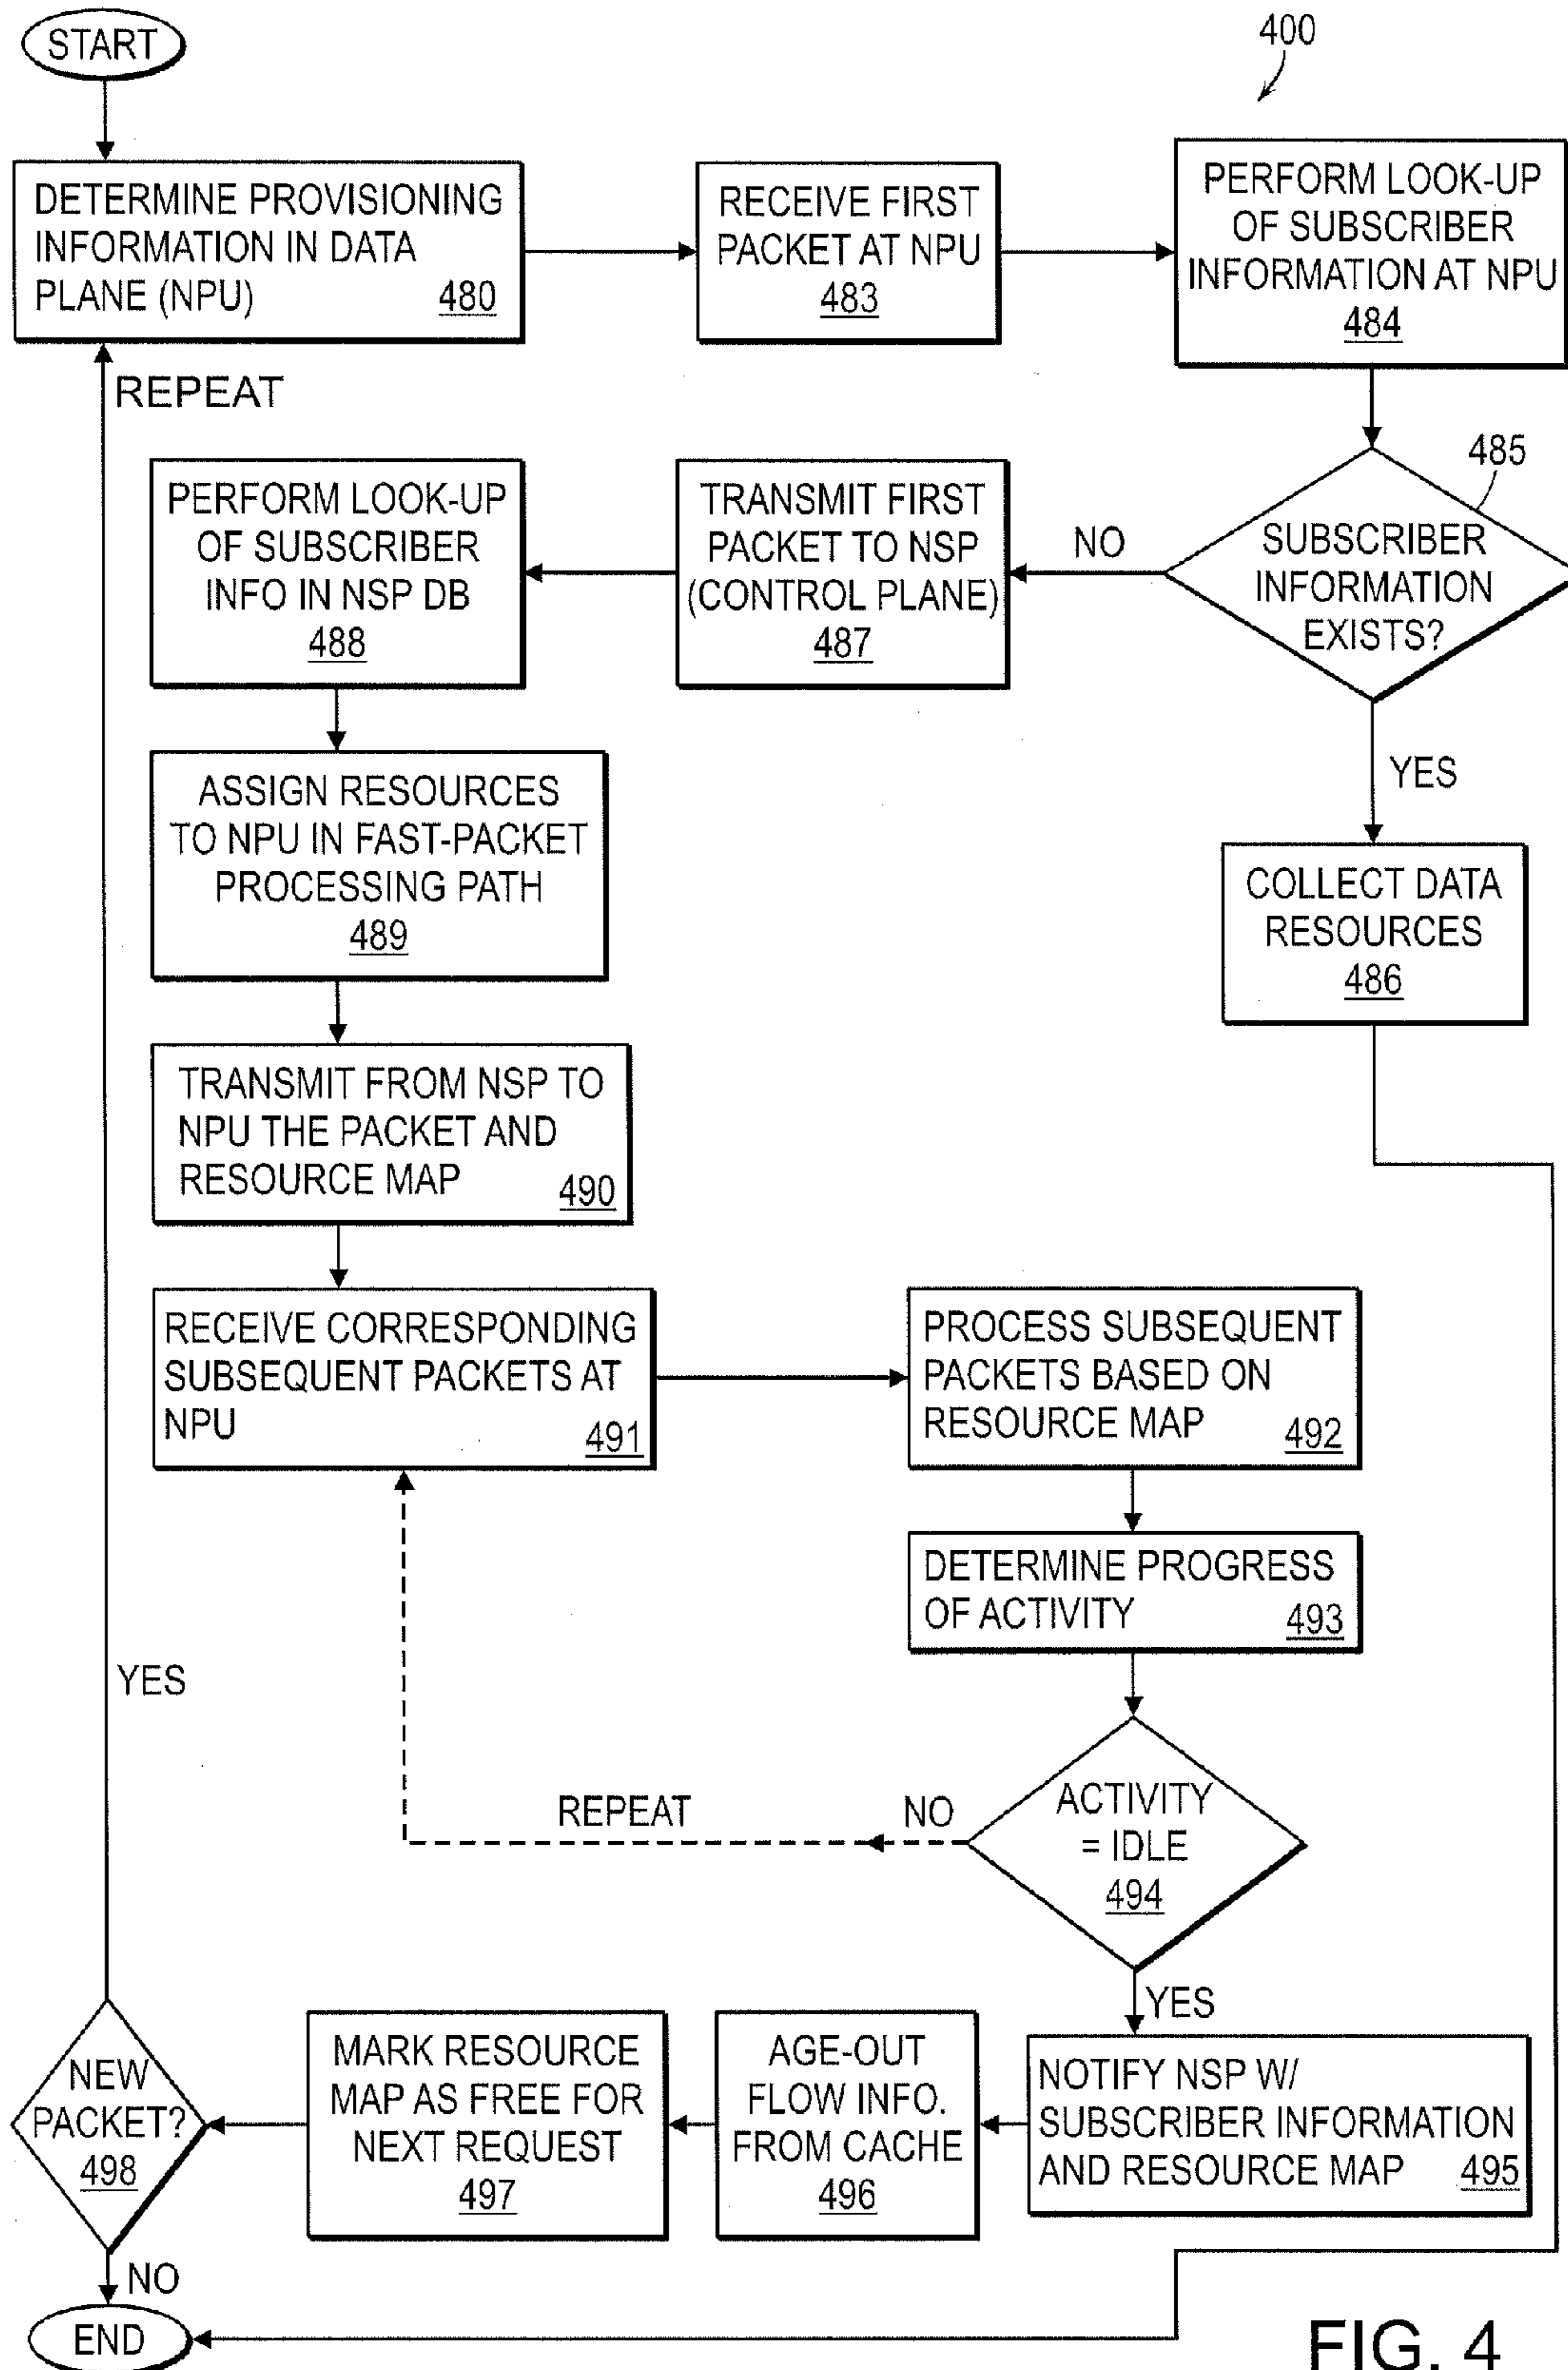 START
400
DETERMINE PROVISIONING
INFORMATION IN DATA
PLANE (NPU)
480
RECEIVE FIRST
PACKET AT NPU
483
PERFORM LOOK-UP
OF SUBSCRIBER
INFORMATION AT NPU
484
REPEAT
485
SUBSCRIBER
INFORMATION
EXISTS?
NO
TRANSMIT FIRST
PACKET TO NSP
(CONTROL PLANE)
487
PERFORM LOOK-UP
OF SUBSCRIBER
INFO IN NSP DB
488
YES
COLLECT DATA
RESOURCES
486
ASSIGN RESOURCES
TO NPU IN FAST-PACKET
PROCESSING PATH
489
TRANSMIT FROM NSP TO
NPU THE PACKET AND
RESOURCE MAP
490
RECEIVE CORRESPONDING
SUBSEQUENT PACKETS AT
NPU
491
PROCESS SUBSEQUENT
PACKETS BASED ON
RESOURCE MAP
492
DETERMINE PROGRESS
OF ACTIVITY
493
YES
ACTIVITY
= IDLE
494
NO
REPEAT
YES
NOTIFY NSP W/
SUBSCRIBER INFORMATION
AND RESOURCE MAP
495
AGE-OUT
FLOW INFO.
FROM CACHE
496
MARK RESOURCE
MAP AS FREE FOR
NEXT REQUEST
497
NEW
PACKET?
498
NO
END
FIG. 4